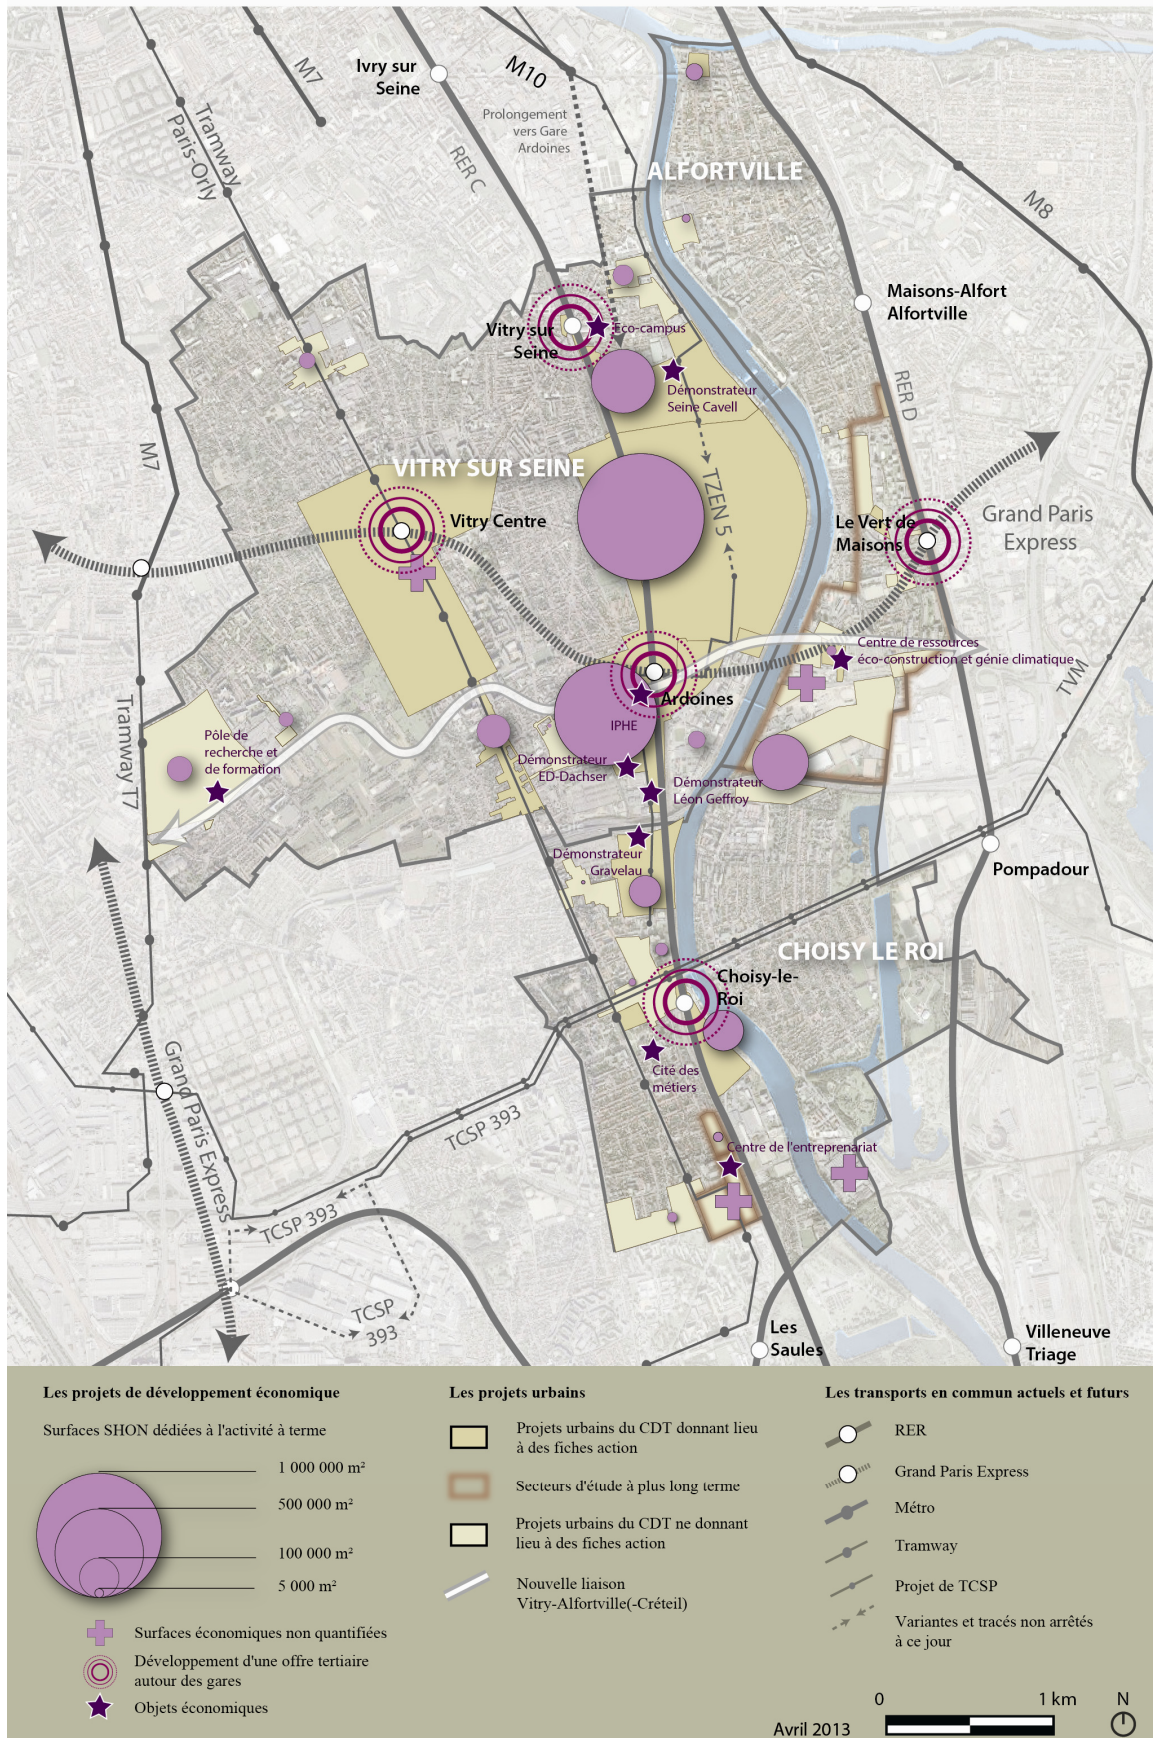 M7
M10
Ivry sur
Seine
Tramway
Paris-Orly
Prolongement
vers Gare
Ardoines
RER C
ALFORTVILLE
M8
Maisons-Alfort
Alfortville
Vitry sur
Seine
Eco-campus
Démonstrateur
Seine Cavell
RER D
M7
VITRY SUR SEINE
TZEN 5
Vitry Centre
Le Vert de
Maisons
Grand Paris
Express
Centre de ressources
éco-construction et génie climatique
TVM
Ardoines
IPHE
Tramway T7
Pôle de
recherche et
de formation
Démonstrateur
ED-Dachser
Démonstrateur
Léon Geffroy
Démonstrateur
Gravelau
Pompadour
CHOISY LE ROI
Choisy-le-
Roi
Cité des
métiers
Grand Paris Express
TCSP 393
Centre de l'entreprenariat
TCSP 393
TCSP
393
Les
Saules
Villeneuve
Triage
Les projets de développement économique
Surfaces SHON dédiées à l'activité à terme
1 000 000 m²
500 000 m²
100 000 m²
5 000 m²
Surfaces économiques non quantifiées
Développement d'une offre tertiaire
autour des gares
Objets économiques
Les projets urbains
Projets urbains du CDT donnant lieu
à des fiches action
Secteurs d'étude à plus long terme
Projets urbains du CDT ne donnant
lieu à des fiches action
Nouvelle liaison
Vitry-Alfortville(-Créteil)
Les transports en commun actuels et futurs
RER
Grand Paris Express
Métro
Tramway
Projet de TCSP
Variantes et tracés non arrêtés
à ce jour
0 1 km N
Avril 2013